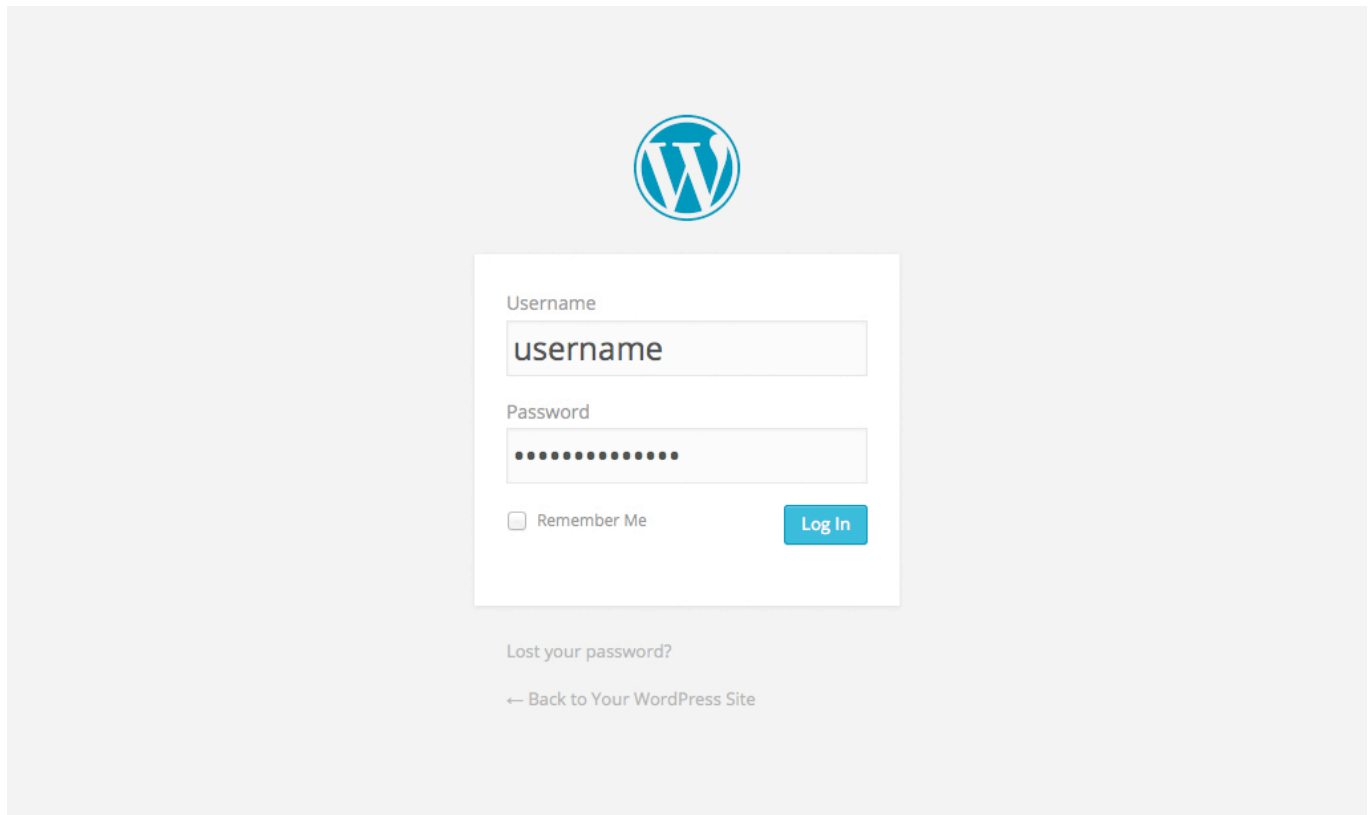 Username
username
Password
••••••••••••••
Remember Me
Log In
Lost your password?
← Back to Your WordPress Site